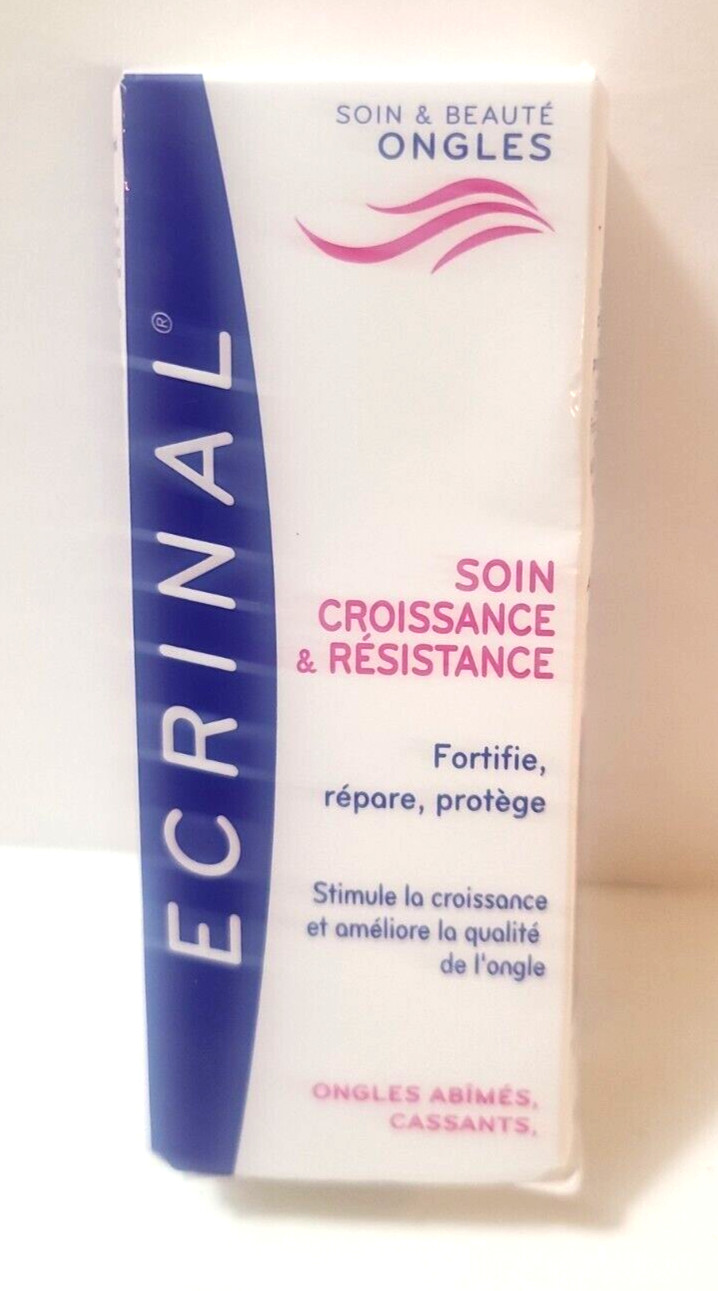 SOIN & BEAUTÉ
ONGLES
ECRINAL®
SOIN
CROISSANCE
& RÉSISTANCE
Fortifie,
répare, protège
Stimule la croissance
et améliore la qualité
de l'ongle
ONGLES ABÎMÉS,
CASSANTS,